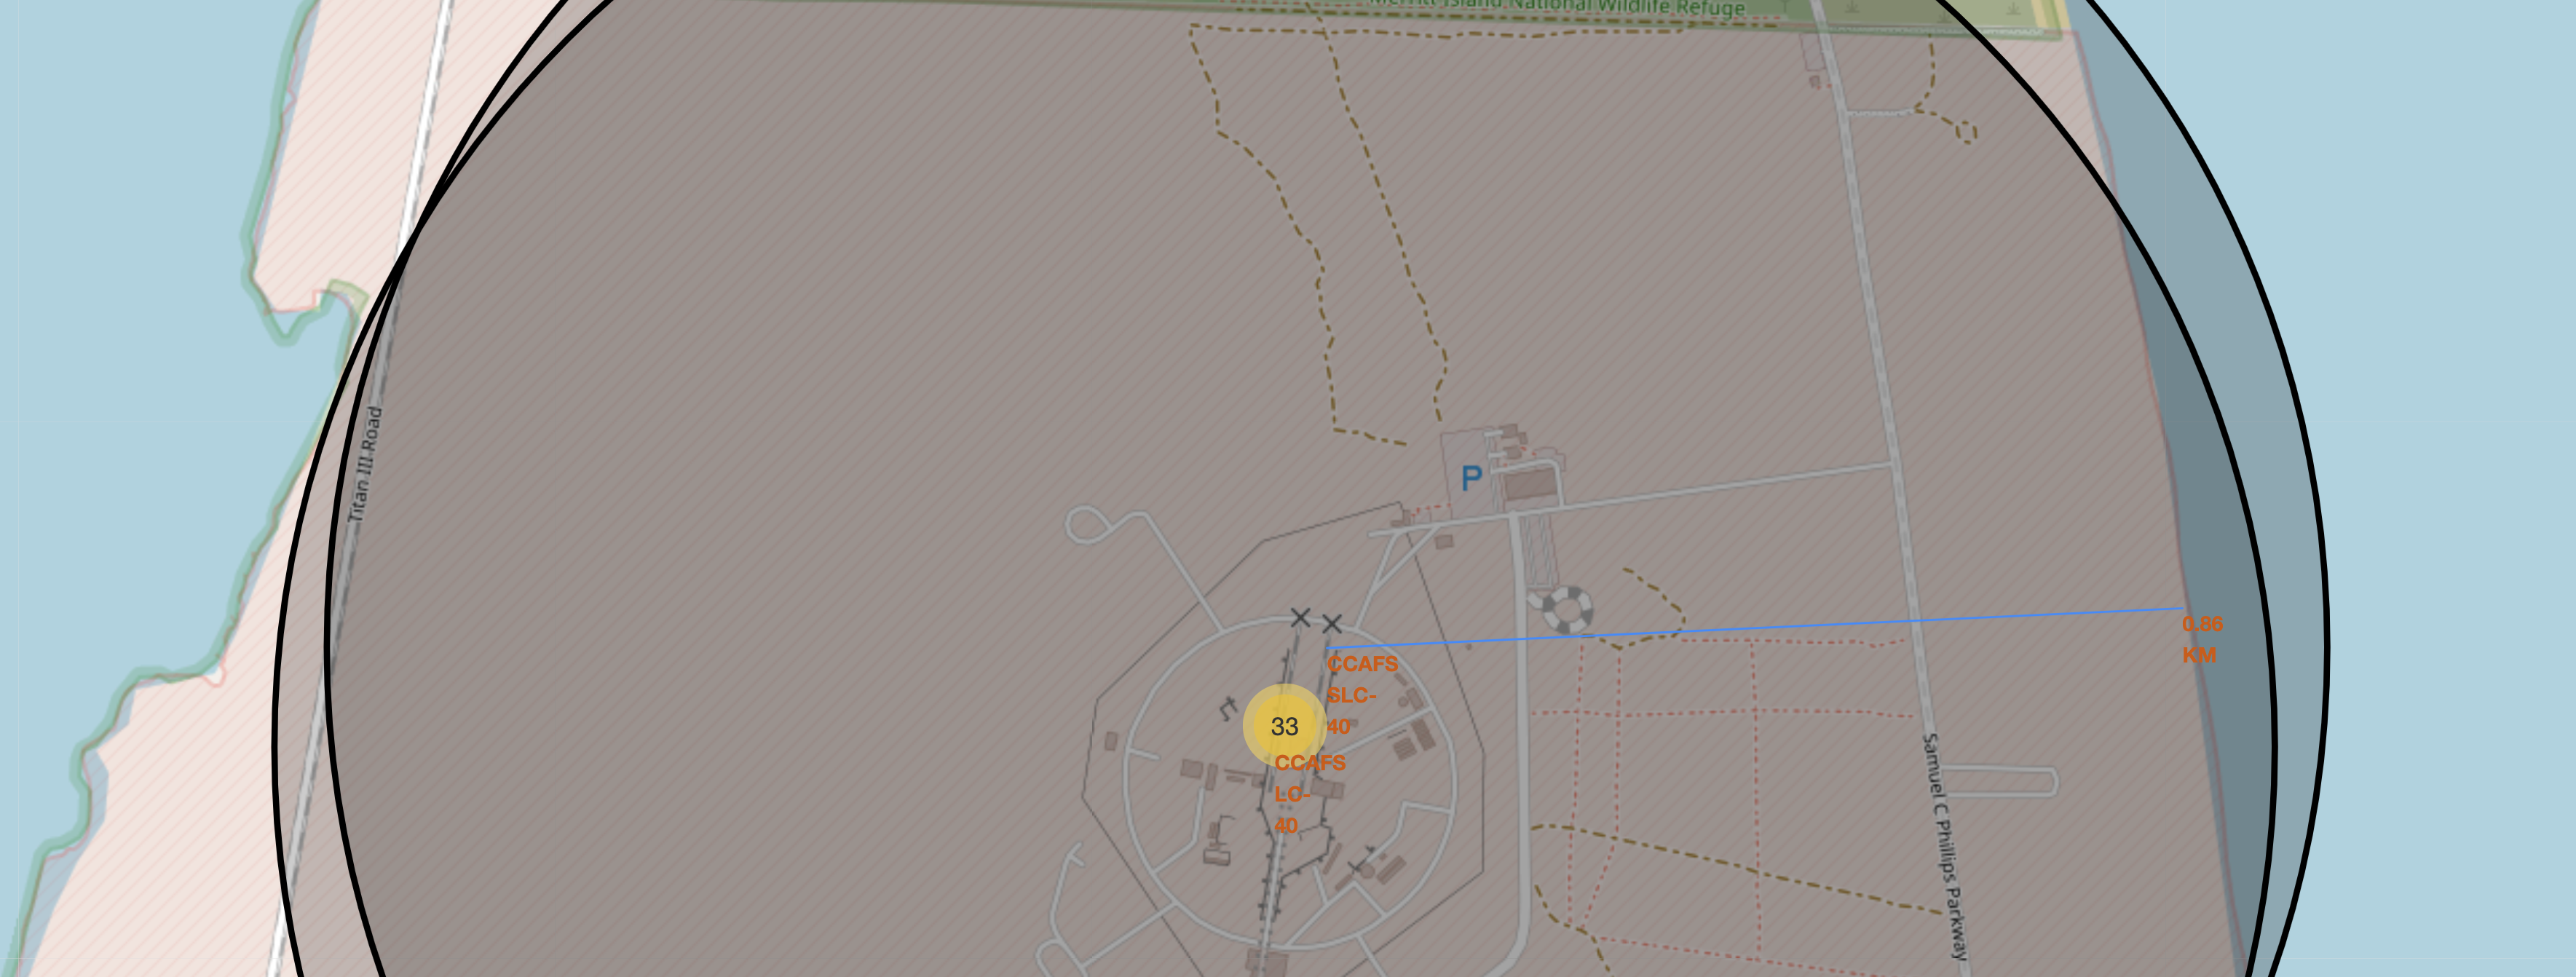 Merritt Island National Wildlife Refuge
Titan III Road
P
0.86
KM
CCAFS
SLC-
40
33
CCAFS
LC-
40
Samuel C Phillips Parkway